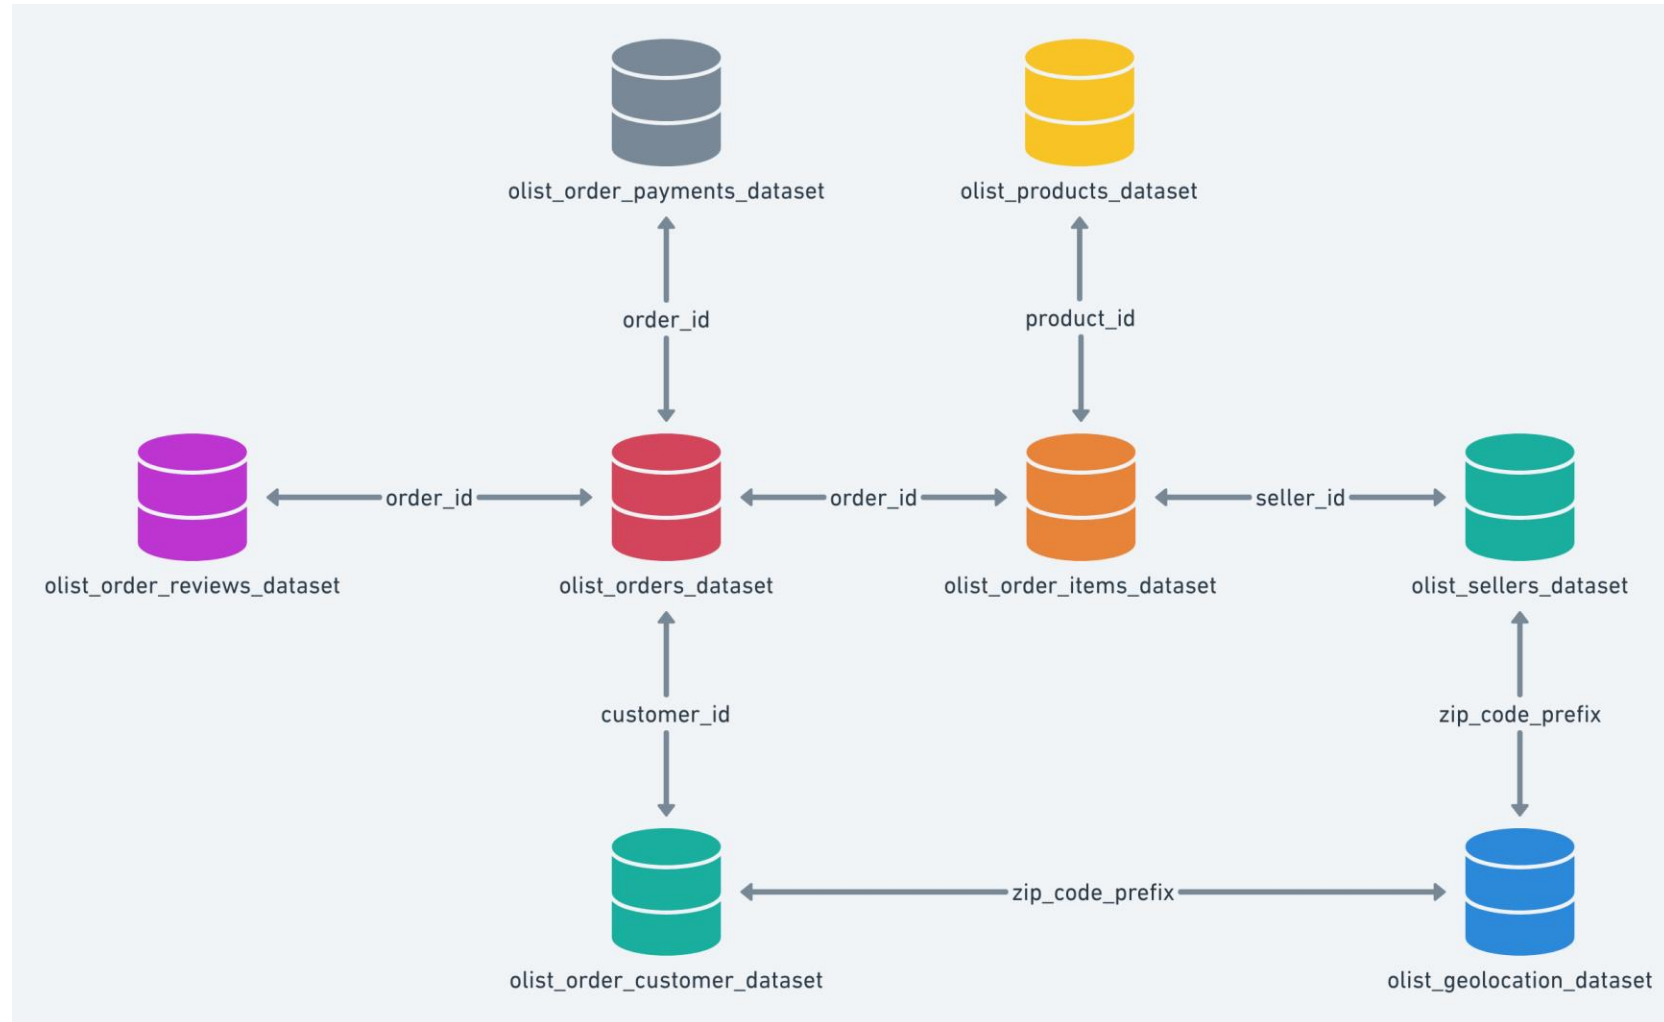 olist_order_payments_dataset
olist_products_dataset
order_id
product_id
order_id
order_id
seller_id
olist_order_reviews_dataset
olist_orders_dataset
olist_order_items_dataset
olist_sellers_dataset
customer_id
zip_code_prefix
zip_code_prefix
olist_order_customer_dataset
olist_geolocation_dataset